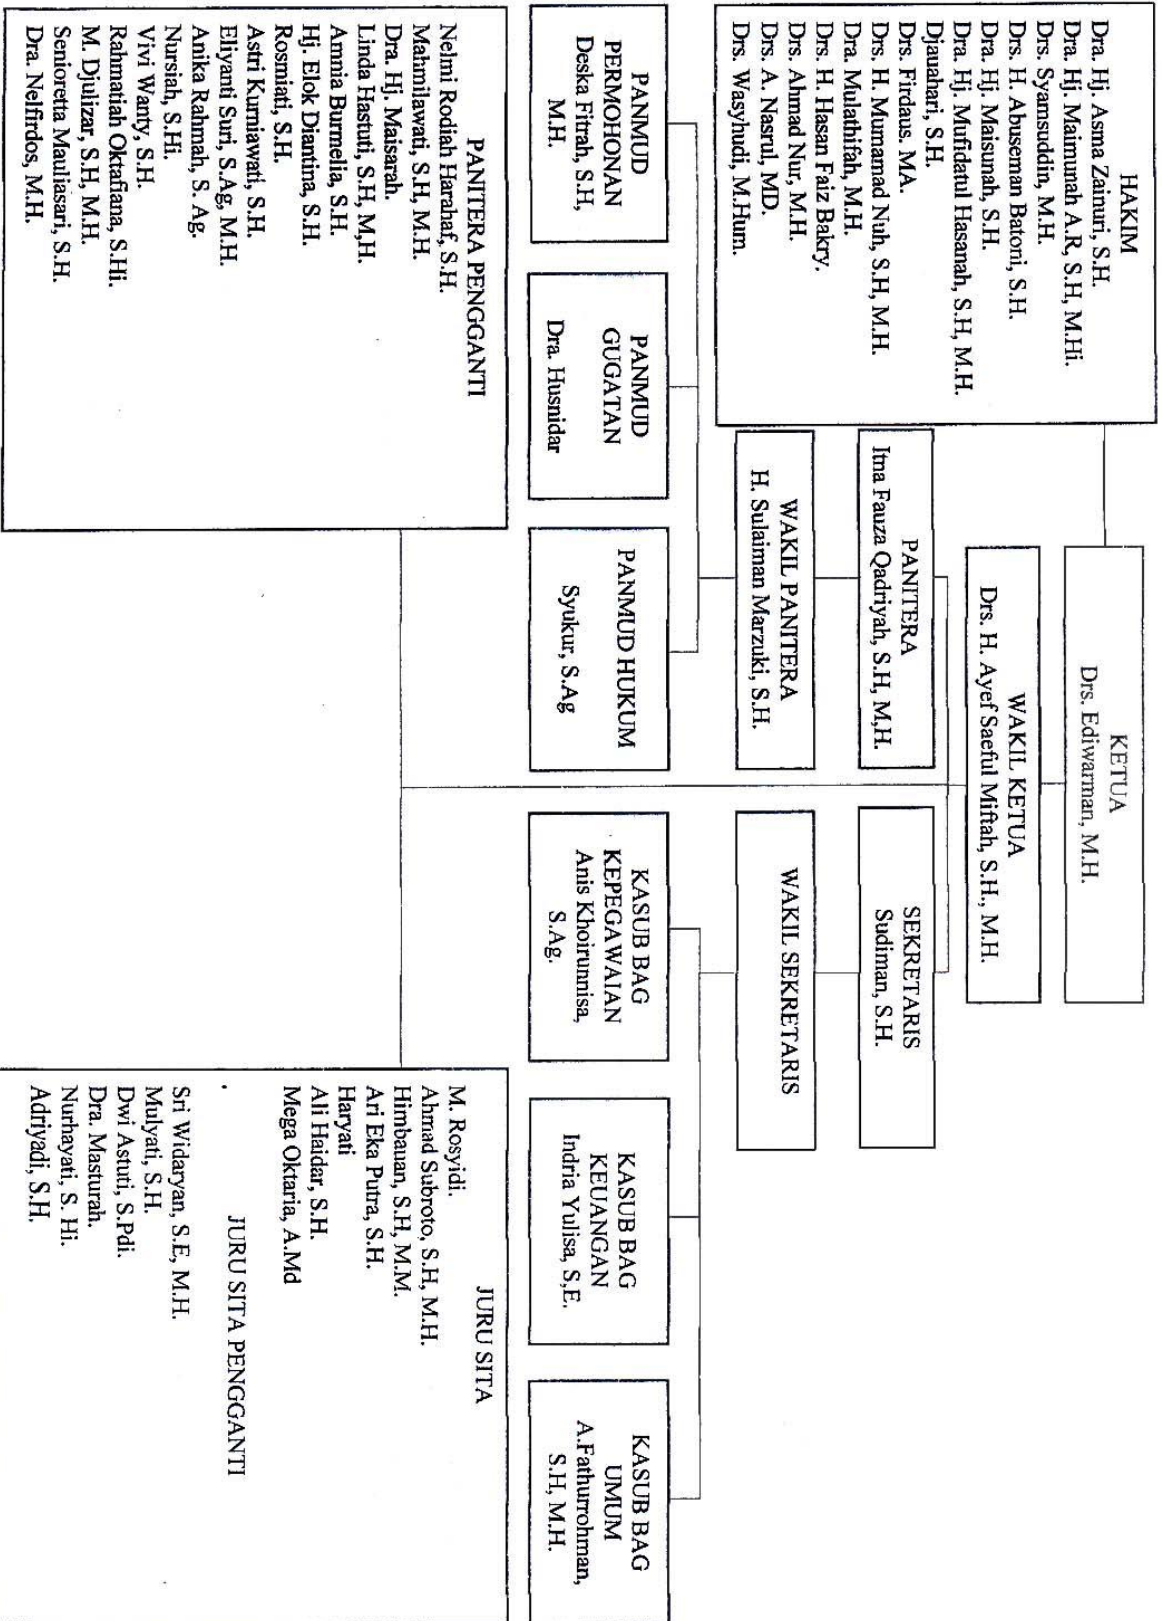 KETUA
Drs. Ediwarman, M.H.
WAKIL KETUA
Drs. H. Ayef Saeful Miftah, S.H., M.H.
HAKIM
Dra. Hj. Asma Zainuri, S.H.
Dra. Hj. Maimunah A.R, S.H, M.Hi.
Drs. Syamsuddin, M.H.
Drs. H. Abuseman Batoni, S.H.
Dra. Hj. Maisunah, S.H.
Dra. Hj. Mufidatul Hasanah, S.H, M.H.
Djauahari, S.H.
Drs. Firdaus. MA.
Drs. H. Mumamad Nuh, S.H, M.H.
Dra. Mulathifah, M.H.
Drs. H. Hasan Faiz Bakry.
Drs. Ahmad Nur, M.H.
Drs. A. Nasrul, MD.
Drs. Wasyhudi, M.Hum.
PANITERA
Itna Fauza Qadriyah, S.H, M,H.
SEKRETARIS
Sudiman, S.H.
WAKIL PANITERA
H. Sulaiman Marzuki, S.H.
WAKIL SEKRETARIS
PANMUD
PERMOHONAN
Deska Fitrah, S.H,
M.H.
PANMUD
GUGATAN
Dra. Husnidar
PANMUD HUKUM
Syukur, S.Ag
KASUB BAG
KEPEGAWAIAN
Anis Khoirunnisa,
S.Ag.
KASUB BAG
KEUANGAN
Indria Yulisa, S,E.
KASUB BAG
UMUM
A.Fathurrohman,
S.H, M.H.
PANITERA PENGGANTI
Nelmi Rodiah Harahaf, S.H.
Mahmilawati, S.H, M.H.
Dra. Hj. Maisarah.
Linda Hastuti, S.H, M,H.
Amnia Burmelia, S.H.
Hj. Elok Diantina, S.H.
Rosmiati, S.H.
Astri Kurniawati, S.H.
Eliyanti Suri, S.Ag, M.H.
Anika Rahmah, S. Ag.
Nursiah, S.Hi.
Vivi Wanty, S.H.
Rahmatiah Oktafiana, S.Hi.
M. Djulizar, S.H, M.H.
Senioretta Mauliasari, S.H.
Dra. Nelfirdos, M.H.
JURU SITA
M. Rosyidi.
Ahmad Subroto, S.H, M.H.
Himbauan, S.H, M.M.
Ari Eka Putra, S.H.
Haryati
Ali Haidar, S.H.
Mega Oktaria, A.Md
JURU SITA PENGGANTI
Sri Widaryan, S.E, M.H.
Mulyati, S.H.
Dwi Astuti, S.Pdi.
Dra. Masturah.
Nurhayati, S. Hi.
Adriyadi, S.H.